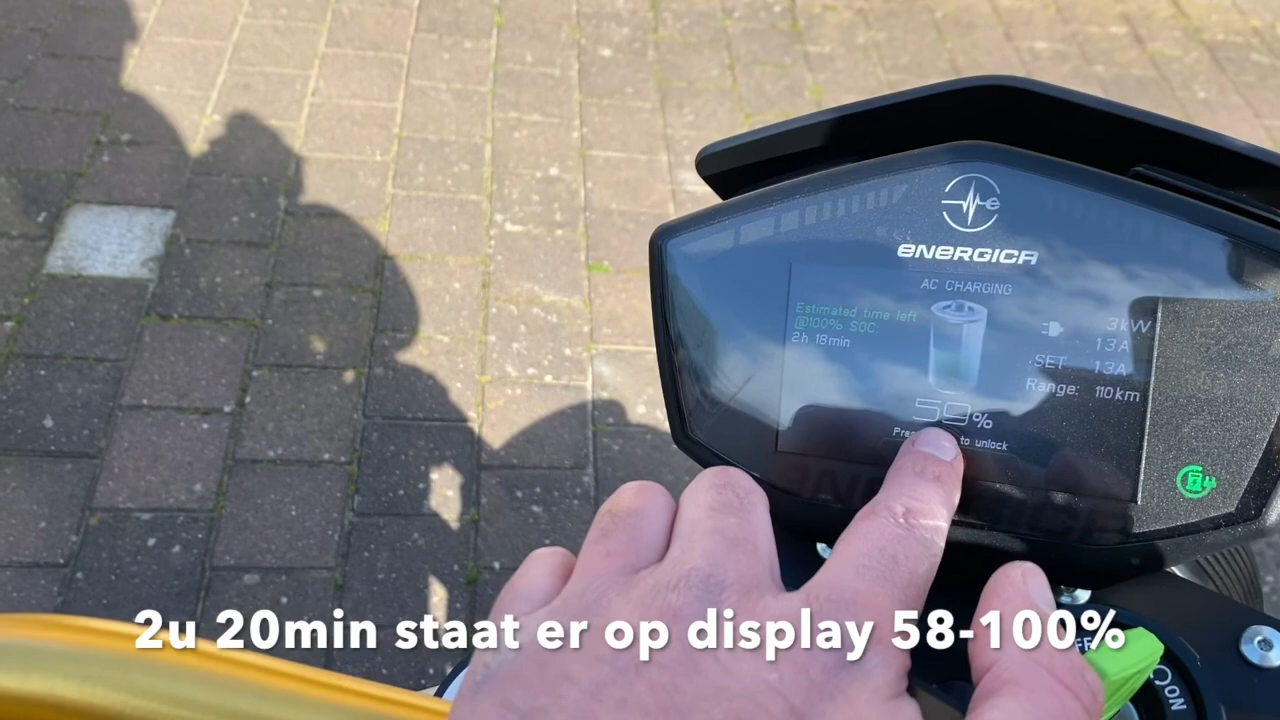 ENERGICA
AC CHARGING
Estimated time left
@100% SOC:
2h 18min
3kW
13A
SET 13A
Range: 110km
59%
to unlock
ON
2u 20min staat er op display 58-100%